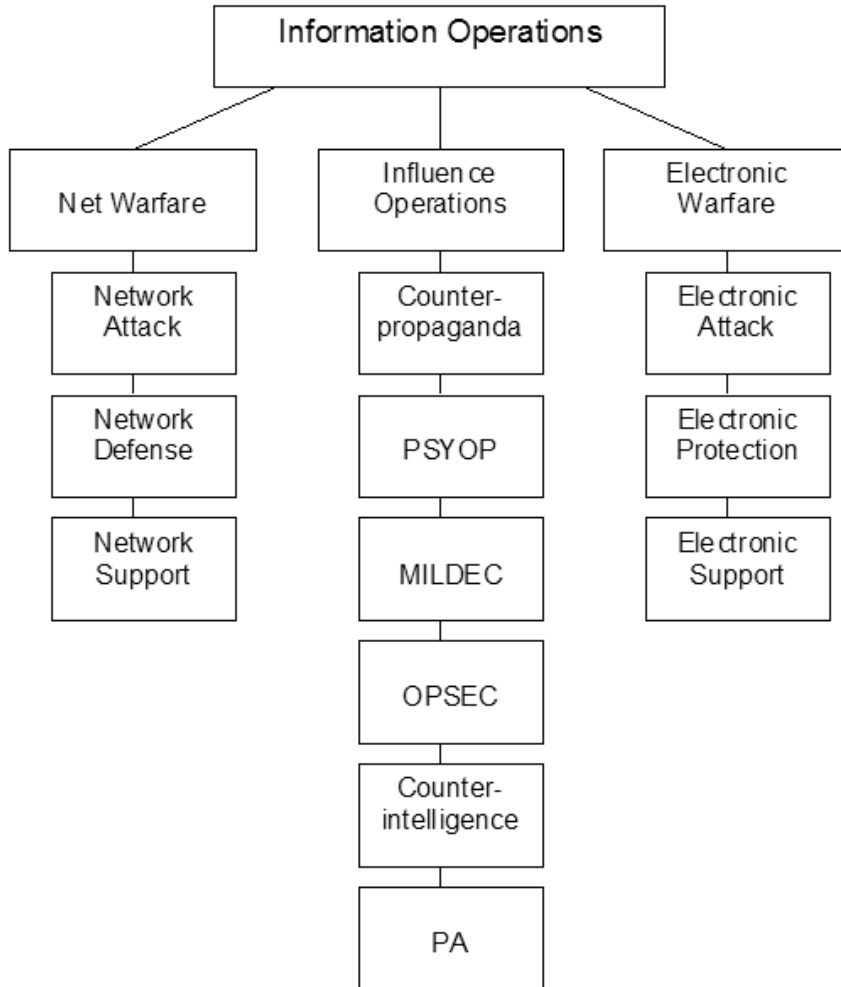 Information Operations
Net Warfare
Influence
Operations
Electronic
Warfare
Network
Attack
Counter-
propaganda
Electronic
Attack
Network
Defense
PSYOP
Electronic
Protection
Network
Support
MILDEC
Electronic
Support
OPSEC
Counter-
intelligence
PA